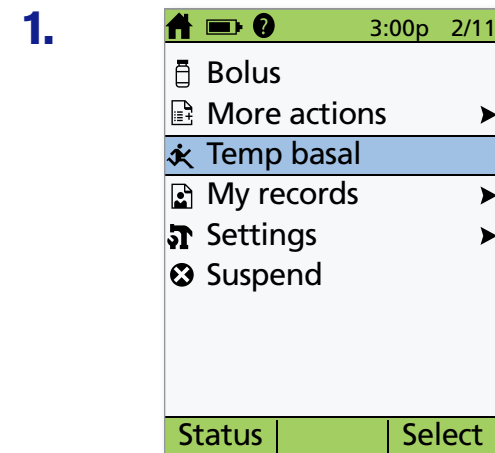 1.
3:00p 2/11
Bolus
More actions
Temp basal
My records
Settings
Suspend
Status Select